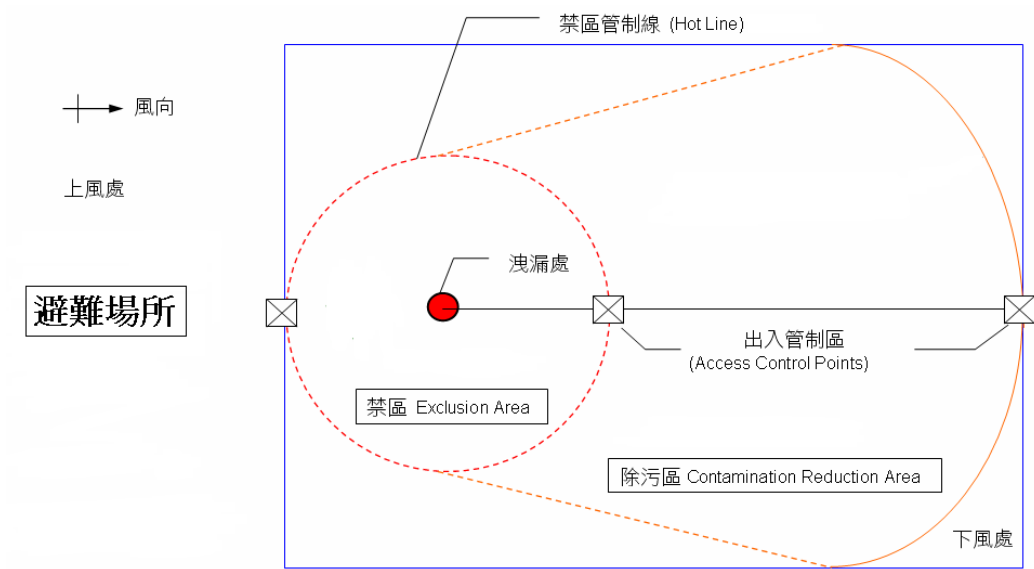 禁區管制線 (Hot Line)
風向
上風處
洩漏處
避難場所
出入管制區
(Access Control Points)
禁區 Exclusion Area
除污區 Contamination Reduction Area
下風處